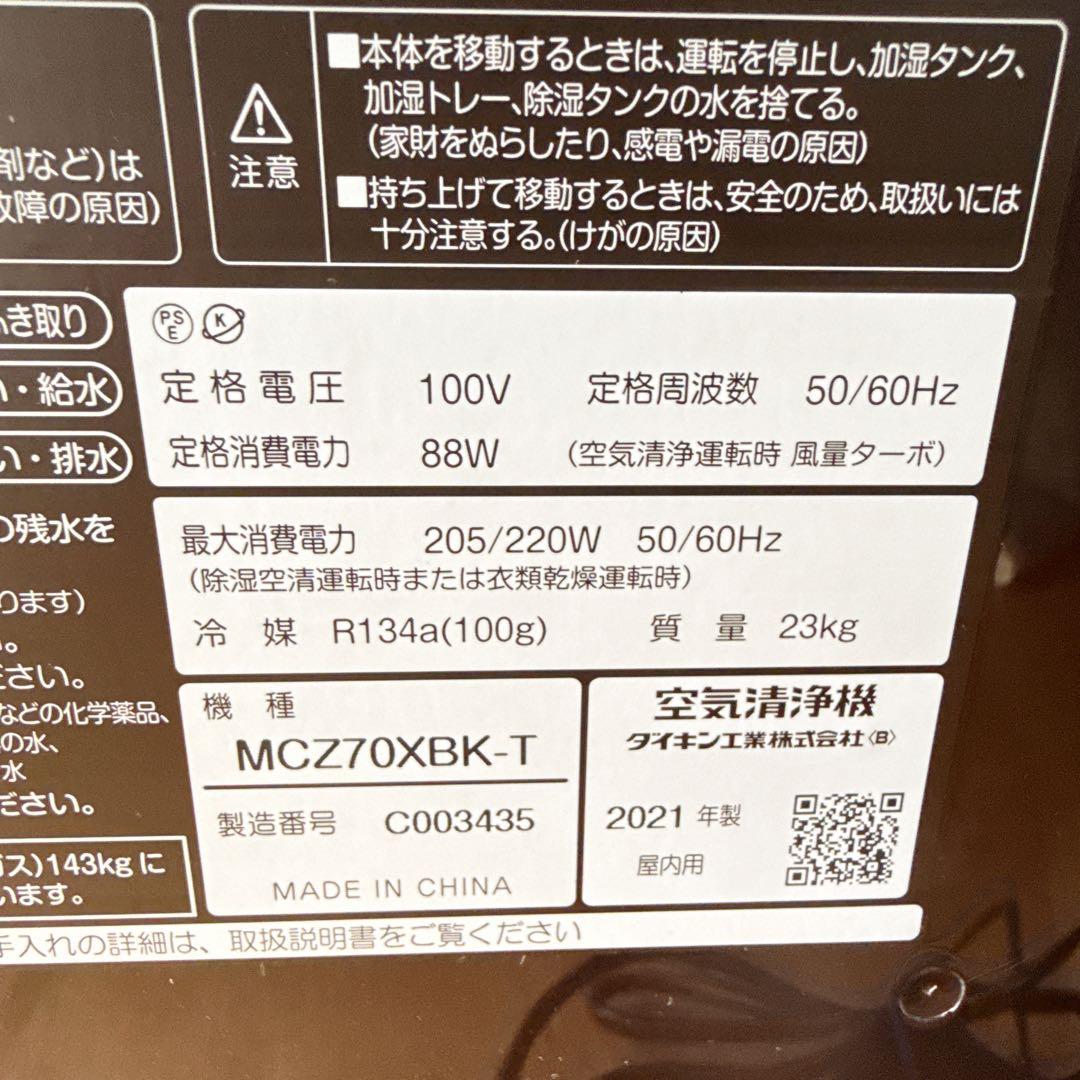 剤など)は
故障の原因)
注意
■本体を移動するときは、運転を停止し、加湿タンク、
加湿トレー、除湿タンクの水を捨てる。
(家財をぬらしたり、感電や漏電の原因)
■持ち上げて移動するときは、安全のため、取扱いには
十分注意する。(けがの原因)
ふき取り
い・給水
い・排水
の残水を
ります)
い。
ださい。
などの化学薬品、
の水、
水
ださい。
ガス)143kgに
います。
PS
E
K
定格電圧 100V 定格周波数 50/60Hz
定格消費電力 88W (空気清浄運転時 風量ターボ)
最大消費電力 205/220W 50/60Hz
(除湿空清運転時または衣類乾燥運転時)
冷媒 R134a(100g) 質量 23kg
機種
MCZ70XBK-T
製造番号 C003435
MADE IN CHINA
空気清浄機
ダイキン工業株式会社〈B〉
2021 年製
屋内用
手入れの詳細は、取扱説明書をご覧ください